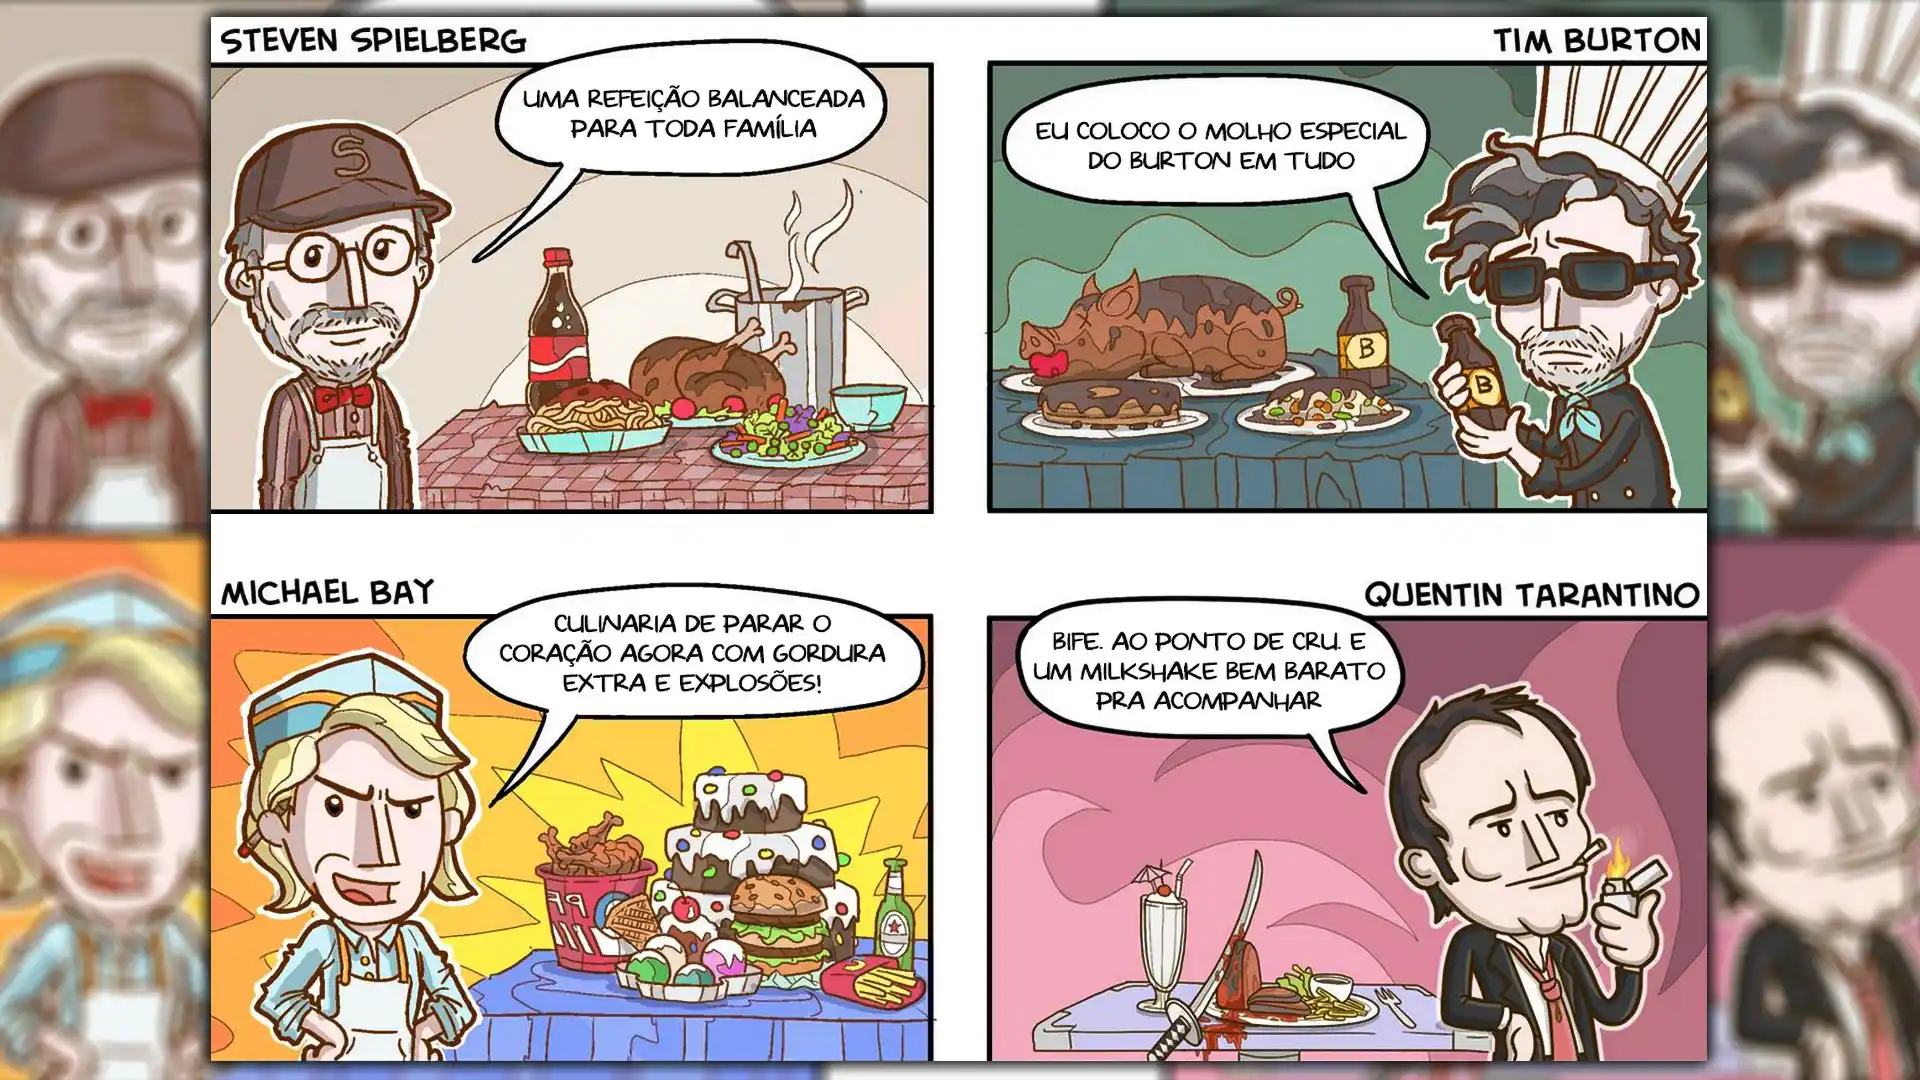 STEVEN SPIELBERG
UMA REFEIÇÃO BALANCEADA
PARA TODA FAMÍLIA
S
TIM BURTON
EU COLOCO O MOLHO ESPECIAL
DO BURTON EM TUDO
B
B
MICHAEL BAY
CULINARIA DE PARAR O
CORAÇÃO AGORA COM GORDURA
EXTRA E EXPLOSÕES!
QUENTIN TARANTINO
BIFE. AO PONTO DE CRU. E
UM MILKSHAKE BEM BARATO
PRA ACOMPANHAR